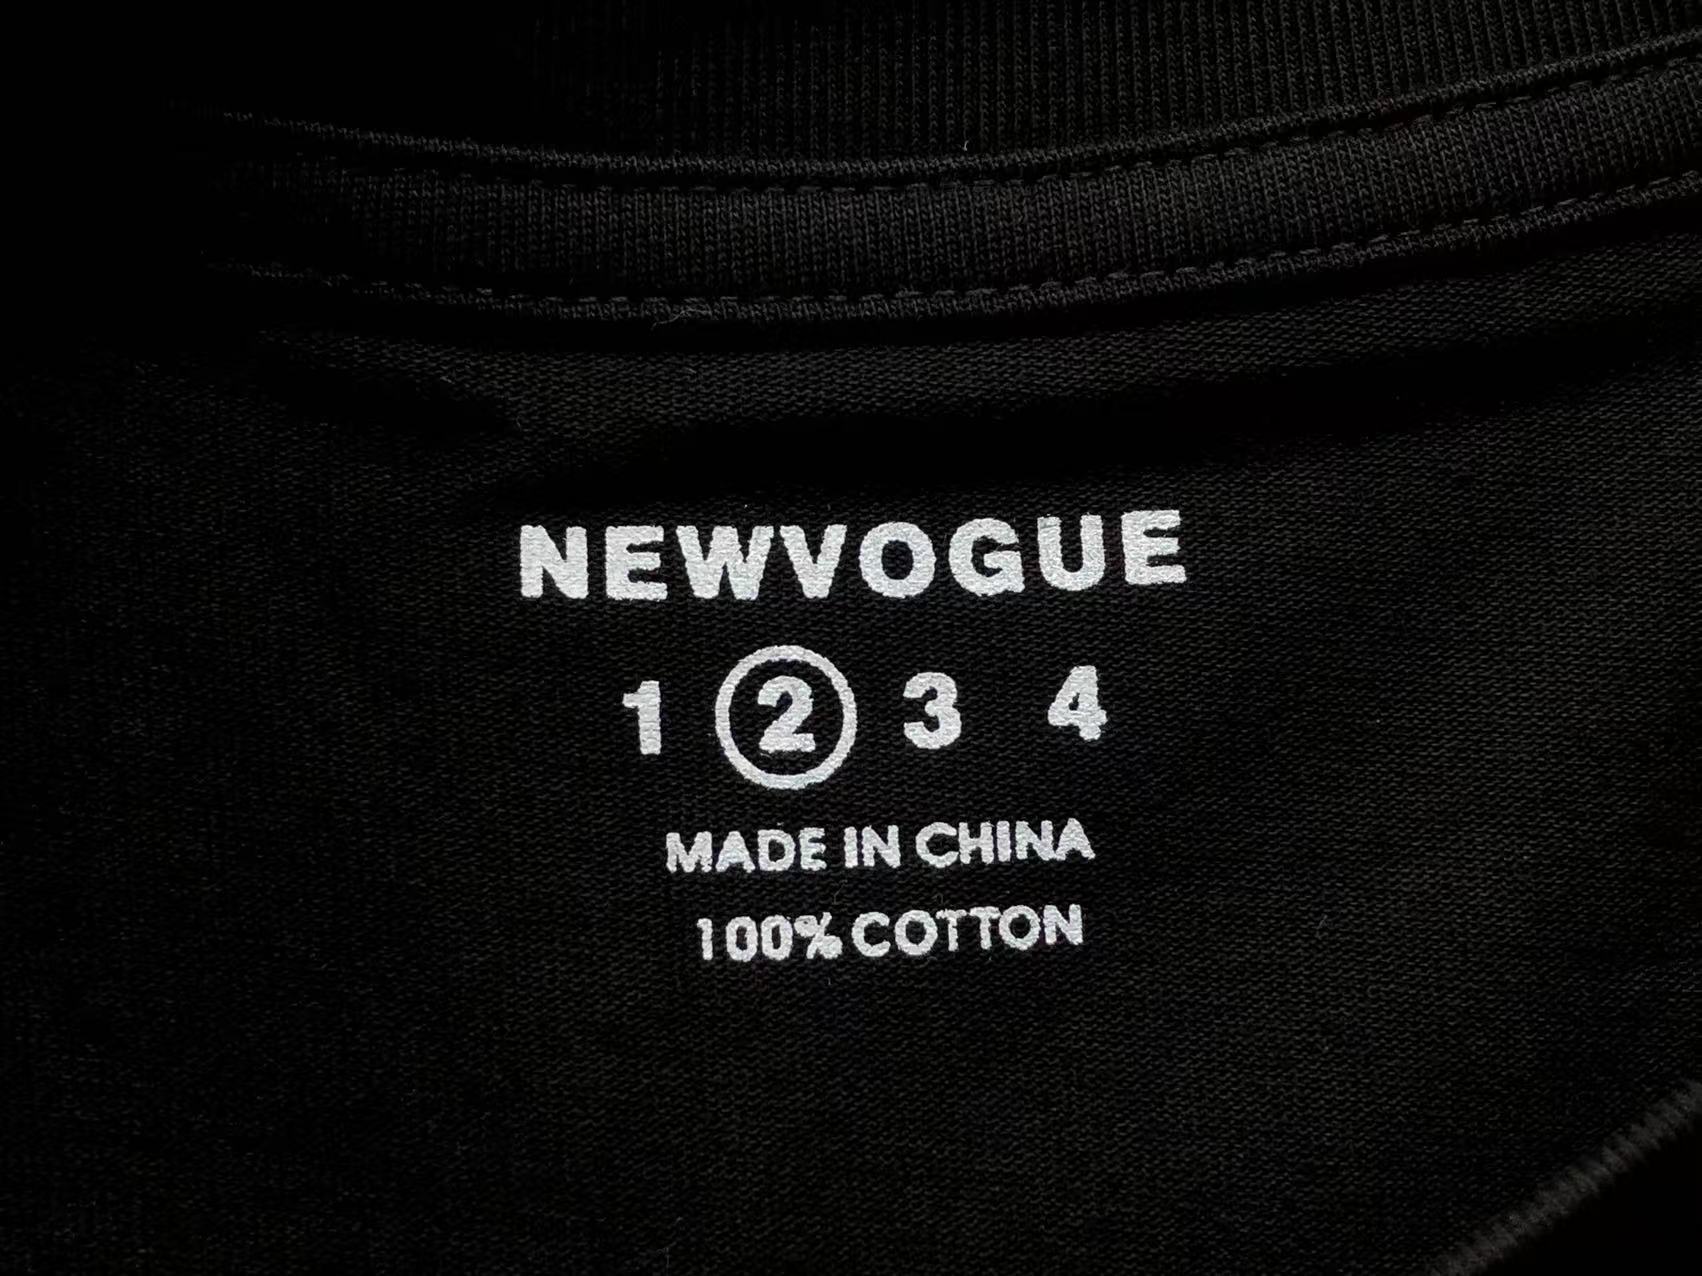 NEWVOGUE
1 2 3 4
MADE IN CHINA
100% COTTON